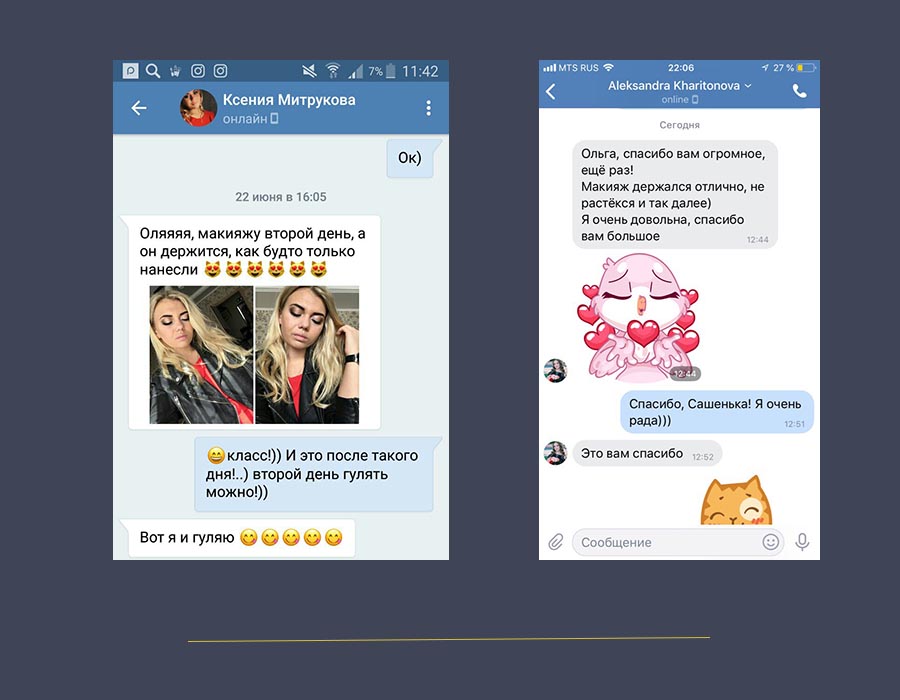 7% 11:42
Ксения Митрукова
онлайн
Ок)
22 июня в 16:05
Оляяяя, макияжу второй день, а
он держится, как будто только
нанесли 😻😻😻😻😻😻
😄класс!)) И это после такого
дня!..) второй день гулять
можно!))
Вот я и гуляю 😋😋😋😋😋
MTS RUS 22:06 27 %
Aleksandra Kharitonova
online
Сегодня
Ольга, спасибо вам огромное,
ещё раз!
Макияж держался отлично, не
растёкся и так далее)
Я очень довольна, спасибо
вам большое
12:44
12:44
Спасибо, Сашенька! Я очень
рада)))
12:51
Это вам спасибо 12:52
Сообщение